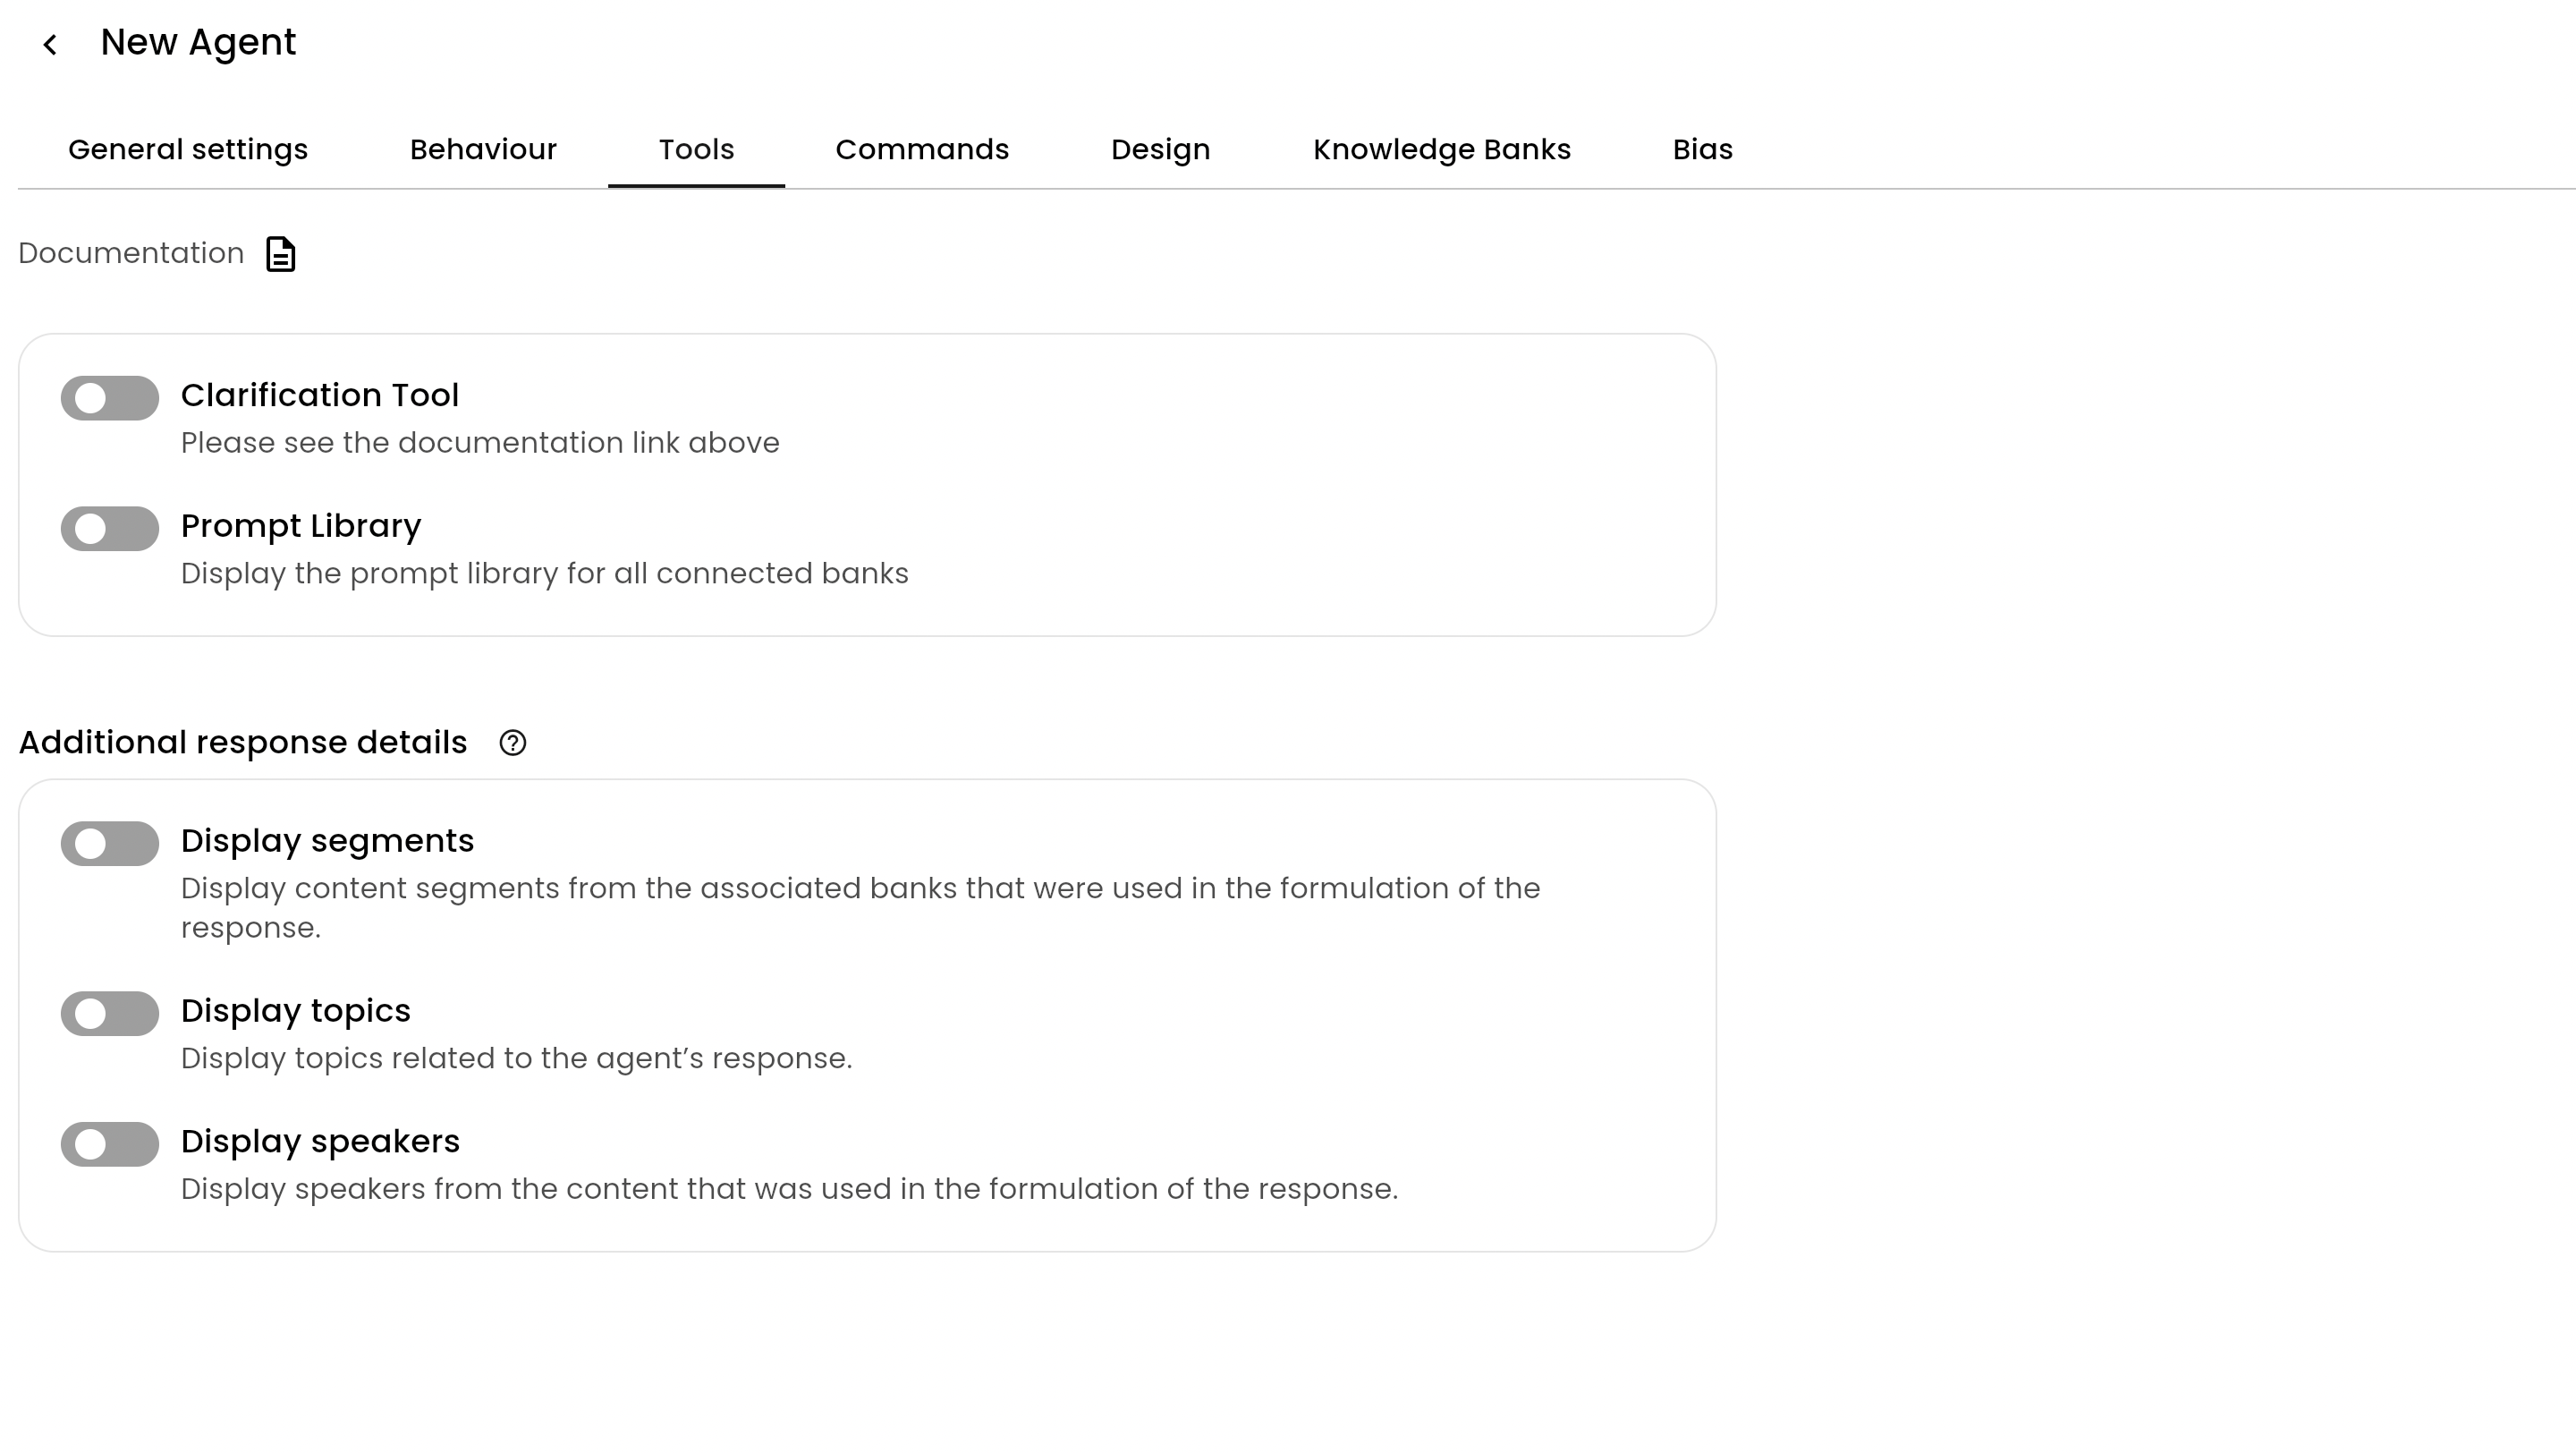 New Agent
General settings Behaviour Tools Commands Design Knowledge Banks Bias
Documentation
Clarification Tool
Please see the documentation link above
Prompt Library
Display the prompt library for all connected banks
Additional response details
Display segments
Display content segments from the associated banks that were used in the formulation of the
response.
Display topics
Display topics related to the agent’s response.
Display speakers
Display speakers from the content that was used in the formulation of the response.